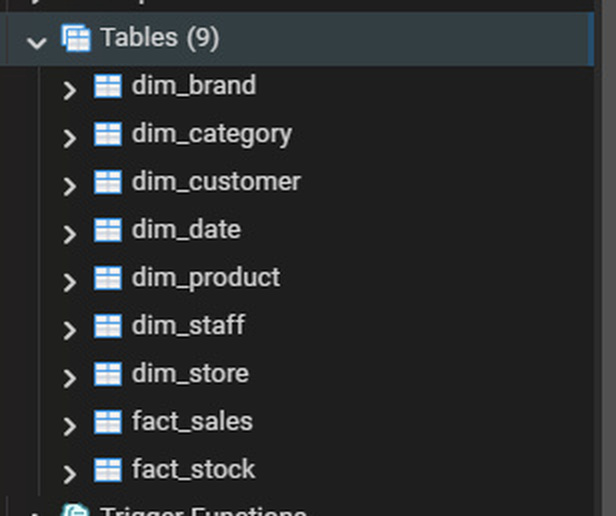 Tables (9)
dim_brand
dim_category
dim_customer
dim_date
dim_product
dim_staff
dim_store
fact_sales
fact_stock
Trigger Functions